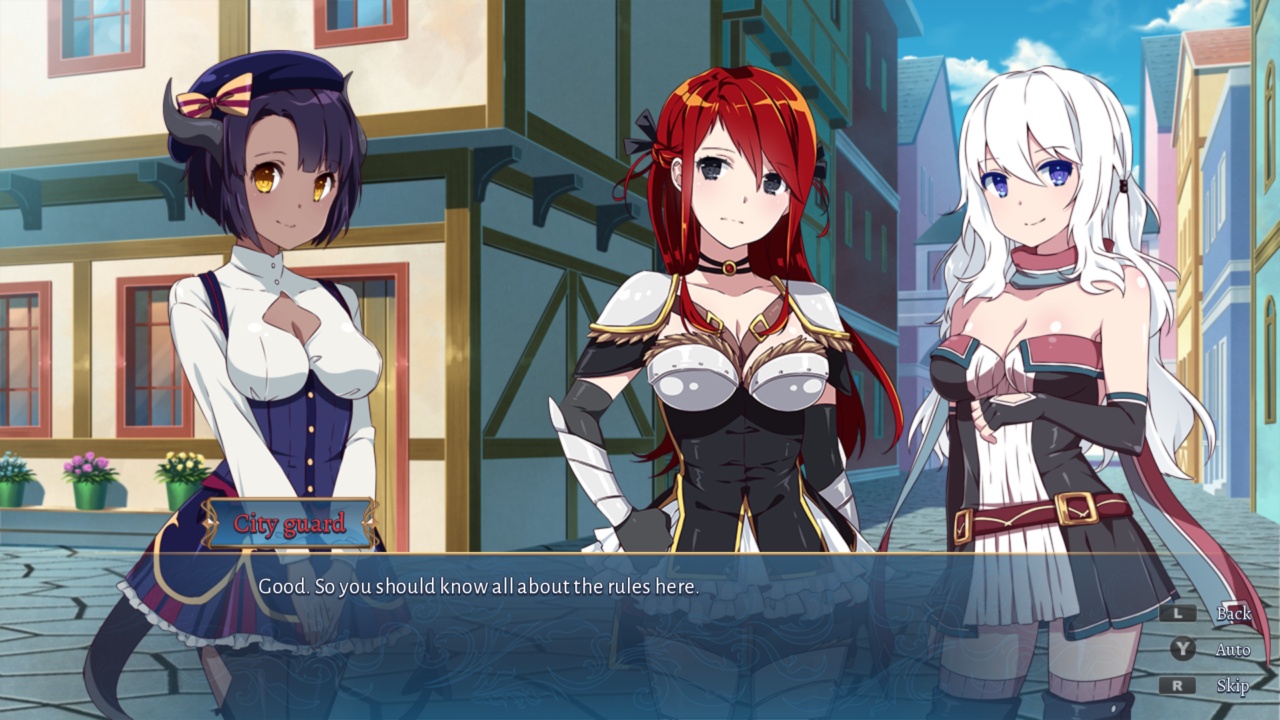 City guard
Good. So you should know all about the rules here.
L Back
Y Auto
R Skip